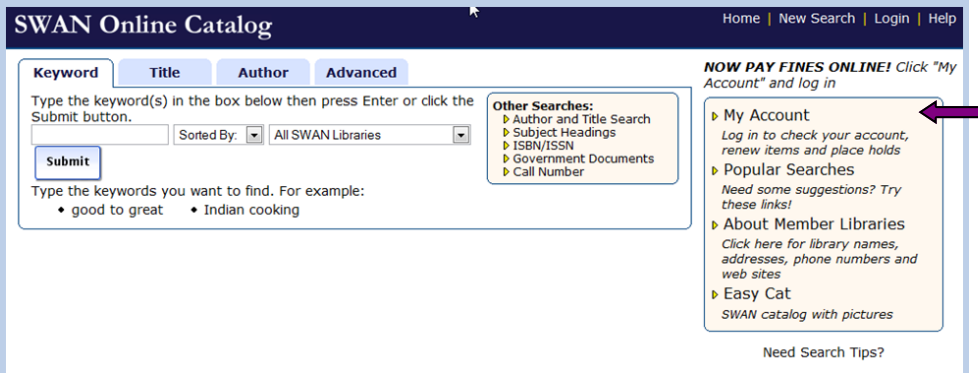 SWAN Online Catalog
Home | New Search | Login | Help
Keyword Title Author Advanced
Type the keyword(s) in the box below then press Enter or click the
Submit button.
Sorted By: All SWAN Libraries
Submit
Type the keywords you want to find. For example:
◆ good to great ◆ Indian cooking
Other Searches:
Author and Title Search
Subject Headings
ISBN/ISSN
Government Documents
Call Number
NOW PAY FINES ONLINE! Click "My
Account" and log in
My Account
Log in to check your account,
renew items and place holds
Popular Searches
Need some suggestions? Try
these links!
About Member Libraries
Click here for library names,
addresses, phone numbers and
web sites
Easy Cat
SWAN catalog with pictures
Need Search Tips?